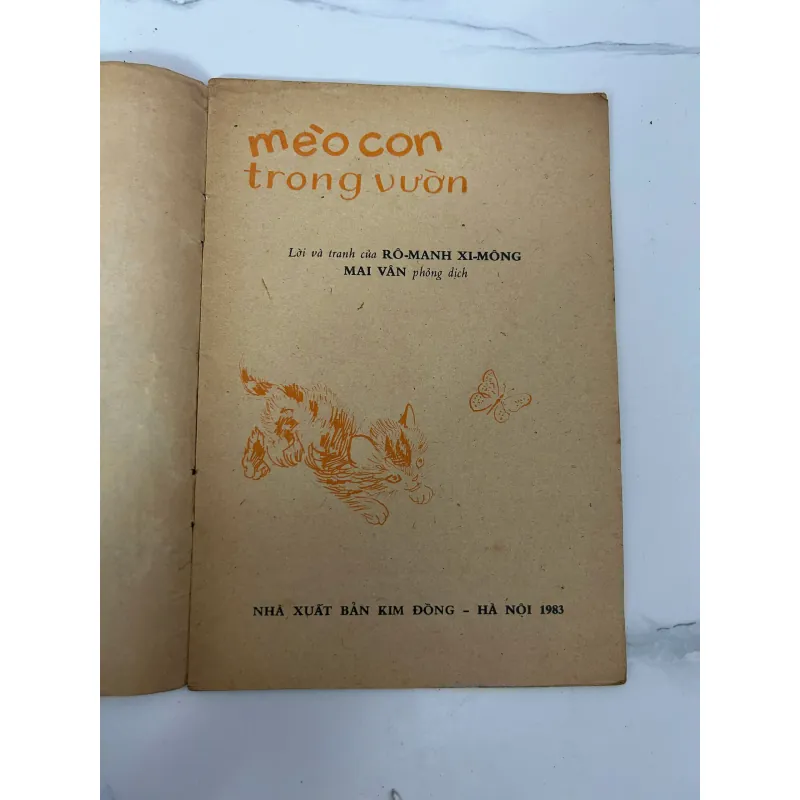 mèo con
trong vườn
Lời và tranh của RÔ-MANH XI-MÔNG
MAI VÂN phỏng dịch
NHÀ XUẤT BẢN KIM ĐỒNG - HÀ NỘI 1983